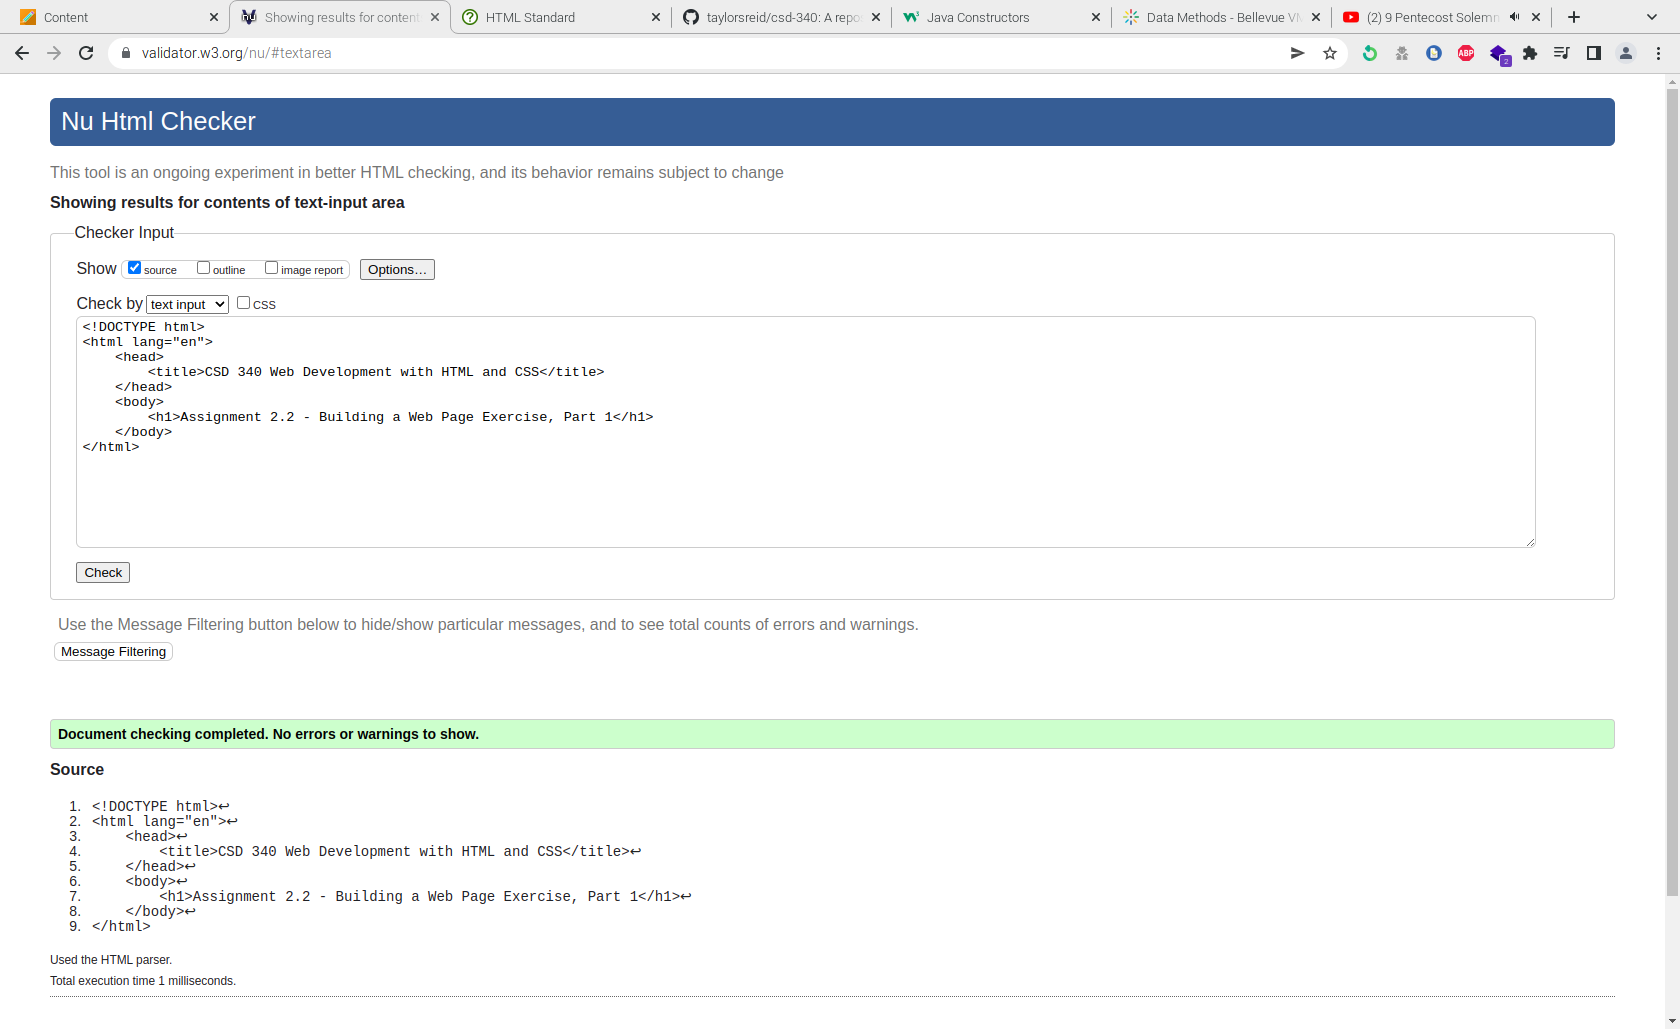 Content
Showing results for conten
HTML Standard
taylorsreid/csd-340: A repo
Java Constructors
Data Methods - Bellevue V
(2) 9 Pentecost Solemn
validator.w3.org/nu/#textarea
ABP
2
Nu Html Checker
This tool is an ongoing experiment in better HTML checking, and its behavior remains subject to change
Showing results for contents of text-input area
Checker Input
Show source outline image report Options...
Check by text input CSS
<!DOCTYPE html>
<html lang="en">
    <head>
        <title>CSD 340 Web Development with HTML and CSS</title>
    </head>
    <body>
        <h1>Assignment 2.2 - Building a Web Page Exercise, Part 1</h1>
    </body>
</html>
Check
Use the Message Filtering button below to hide/show particular messages, and to see total counts of errors and warnings.
Message Filtering
Document checking completed. No errors or warnings to show.
Source
1. <!DOCTYPE html>↩
2. <html lang="en">↩
3.     <head>↩
4.         <title>CSD 340 Web Development with HTML and CSS</title>↩
5.     </head>↩
6.     <body>↩
7.         <h1>Assignment 2.2 - Building a Web Page Exercise, Part 1</h1>↩
8.     </body>↩
9. </html>
Used the HTML parser.
Total execution time 1 milliseconds.